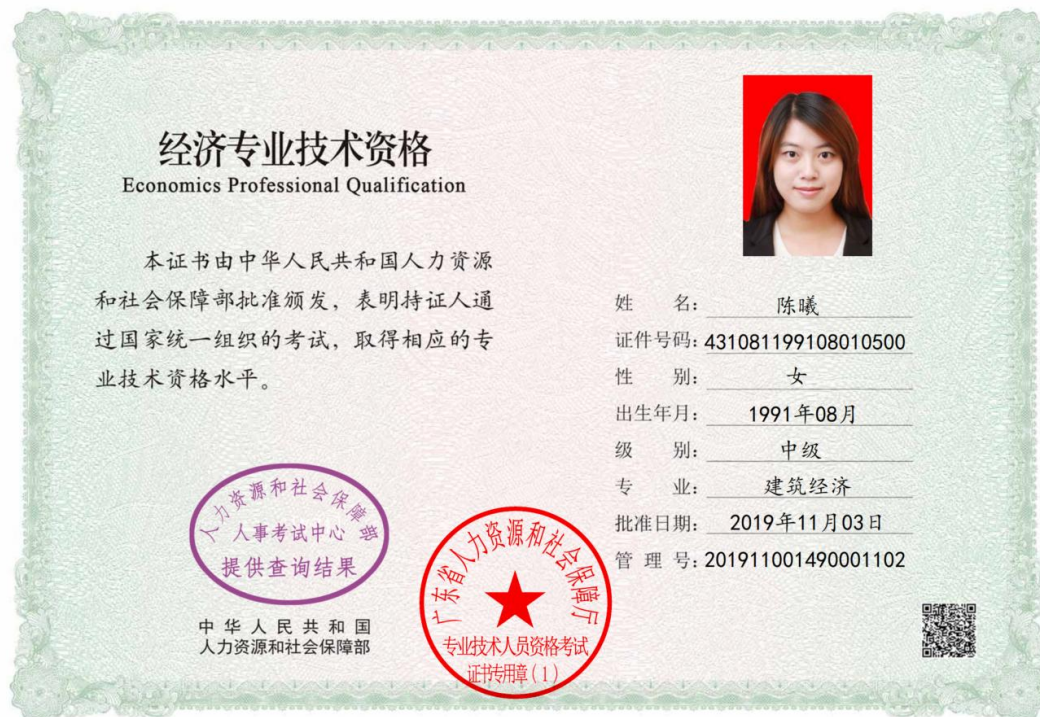 经济专业技术资格
Economics Professional Qualification
本证书由中华人民共和国人力资源
和社会保障部批准颁发，表明持证人通
过国家统一组织的考试，取得相应的专
业技术资格水平。
姓 名： 陈曦
证件号码：431081199108010500
性 别： 女
出生年月： 1991年08月
级 别： 中级
专 业： 建筑经济
批准日期： 2019年11月03日
管 理 号：201911001490001102
人力资源和社会保障部
人事考试中心
提供查询结果
中华人民共和国
人力资源和社会保障部
广东省人力资源和社会保障厅
专业技术人员资格考试
证书专用章(1)